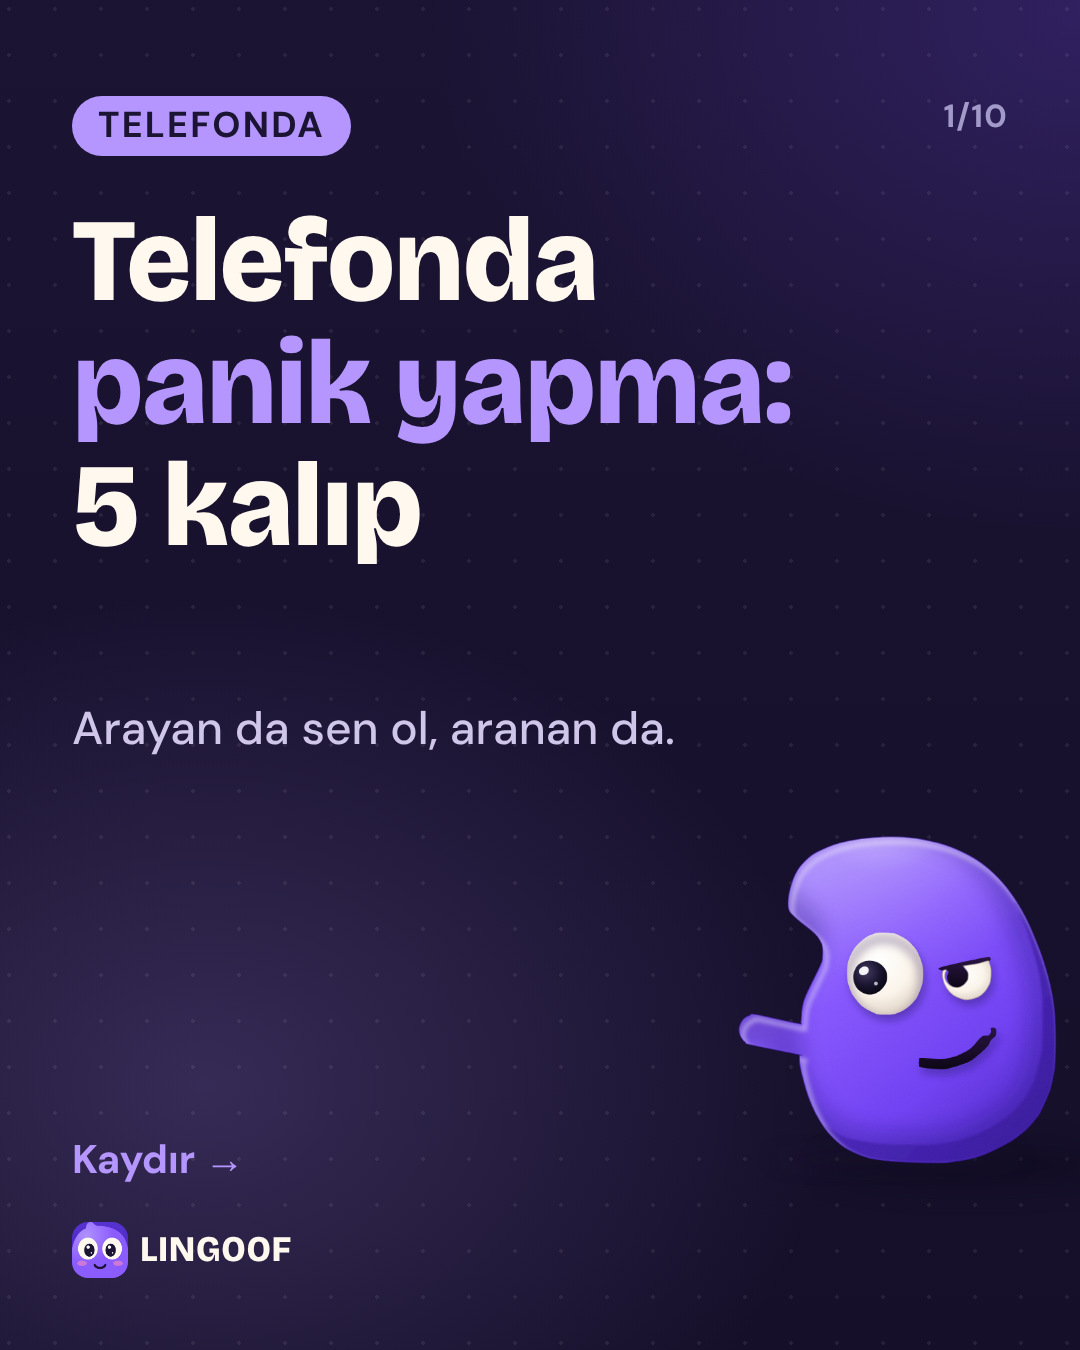 TELEFONDA
1/10
Telefonda
panik yapma:
5 kalıp
Arayan da sen ol, aranan da.
Kaydır →
LINGOOF